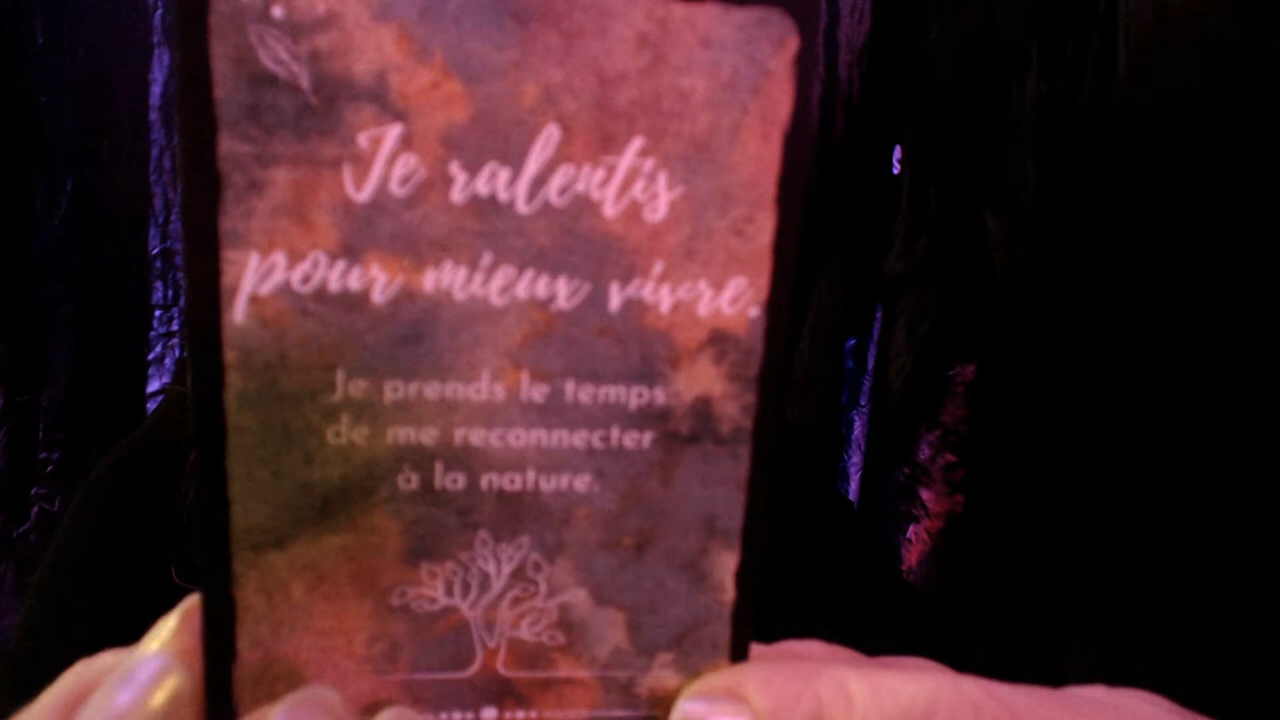 Je ralentis
pour mieux vivre.
Je prends le temps
de me reconnecter
à la nature.